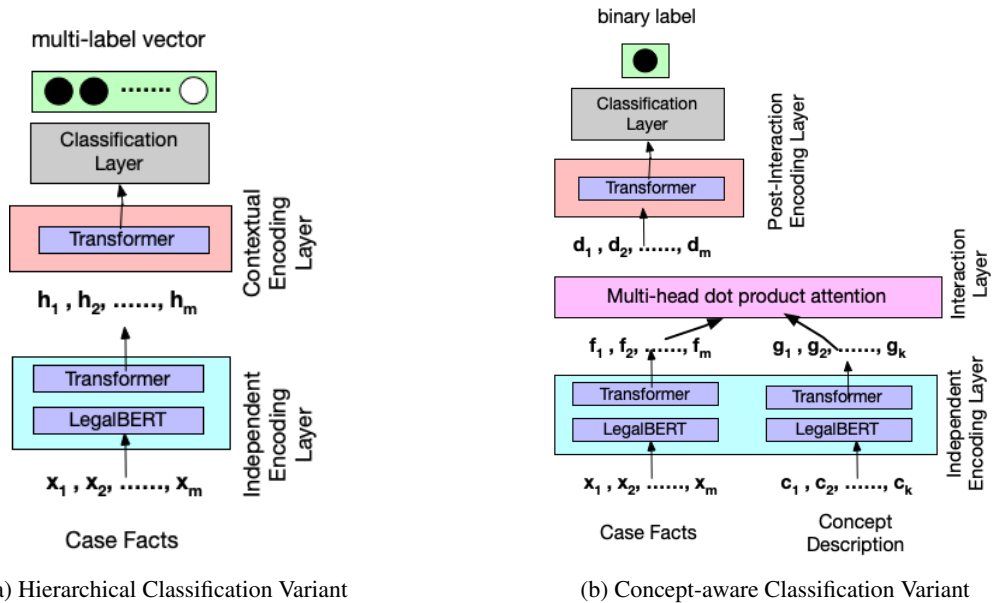 multi-label vector
Classification
Layer
Transformer
Contextual
Encoding
Layer
h1 , h2, ......, hm
Transformer
LegalBERT
Independent
Encoding
Layer
x1 , x2, ......, xm
Case Facts
a) Hierarchical Classification Variant
binary label
Classification
Layer
Transformer
Post-Interaction
Encoding Layer
d1 , d2, ......, dm
Multi-head dot product attention
Interaction
Layer
f1 , f2, ......, fm
g1 , g2, ......, gk
Transformer
LegalBERT
Transformer
LegalBERT
Independent
Encoding Layer
x1 , x2, ......, xm
c1 , c2, ......, ck
Case Facts
Concept
Description
(b) Concept-aware Classification Variant